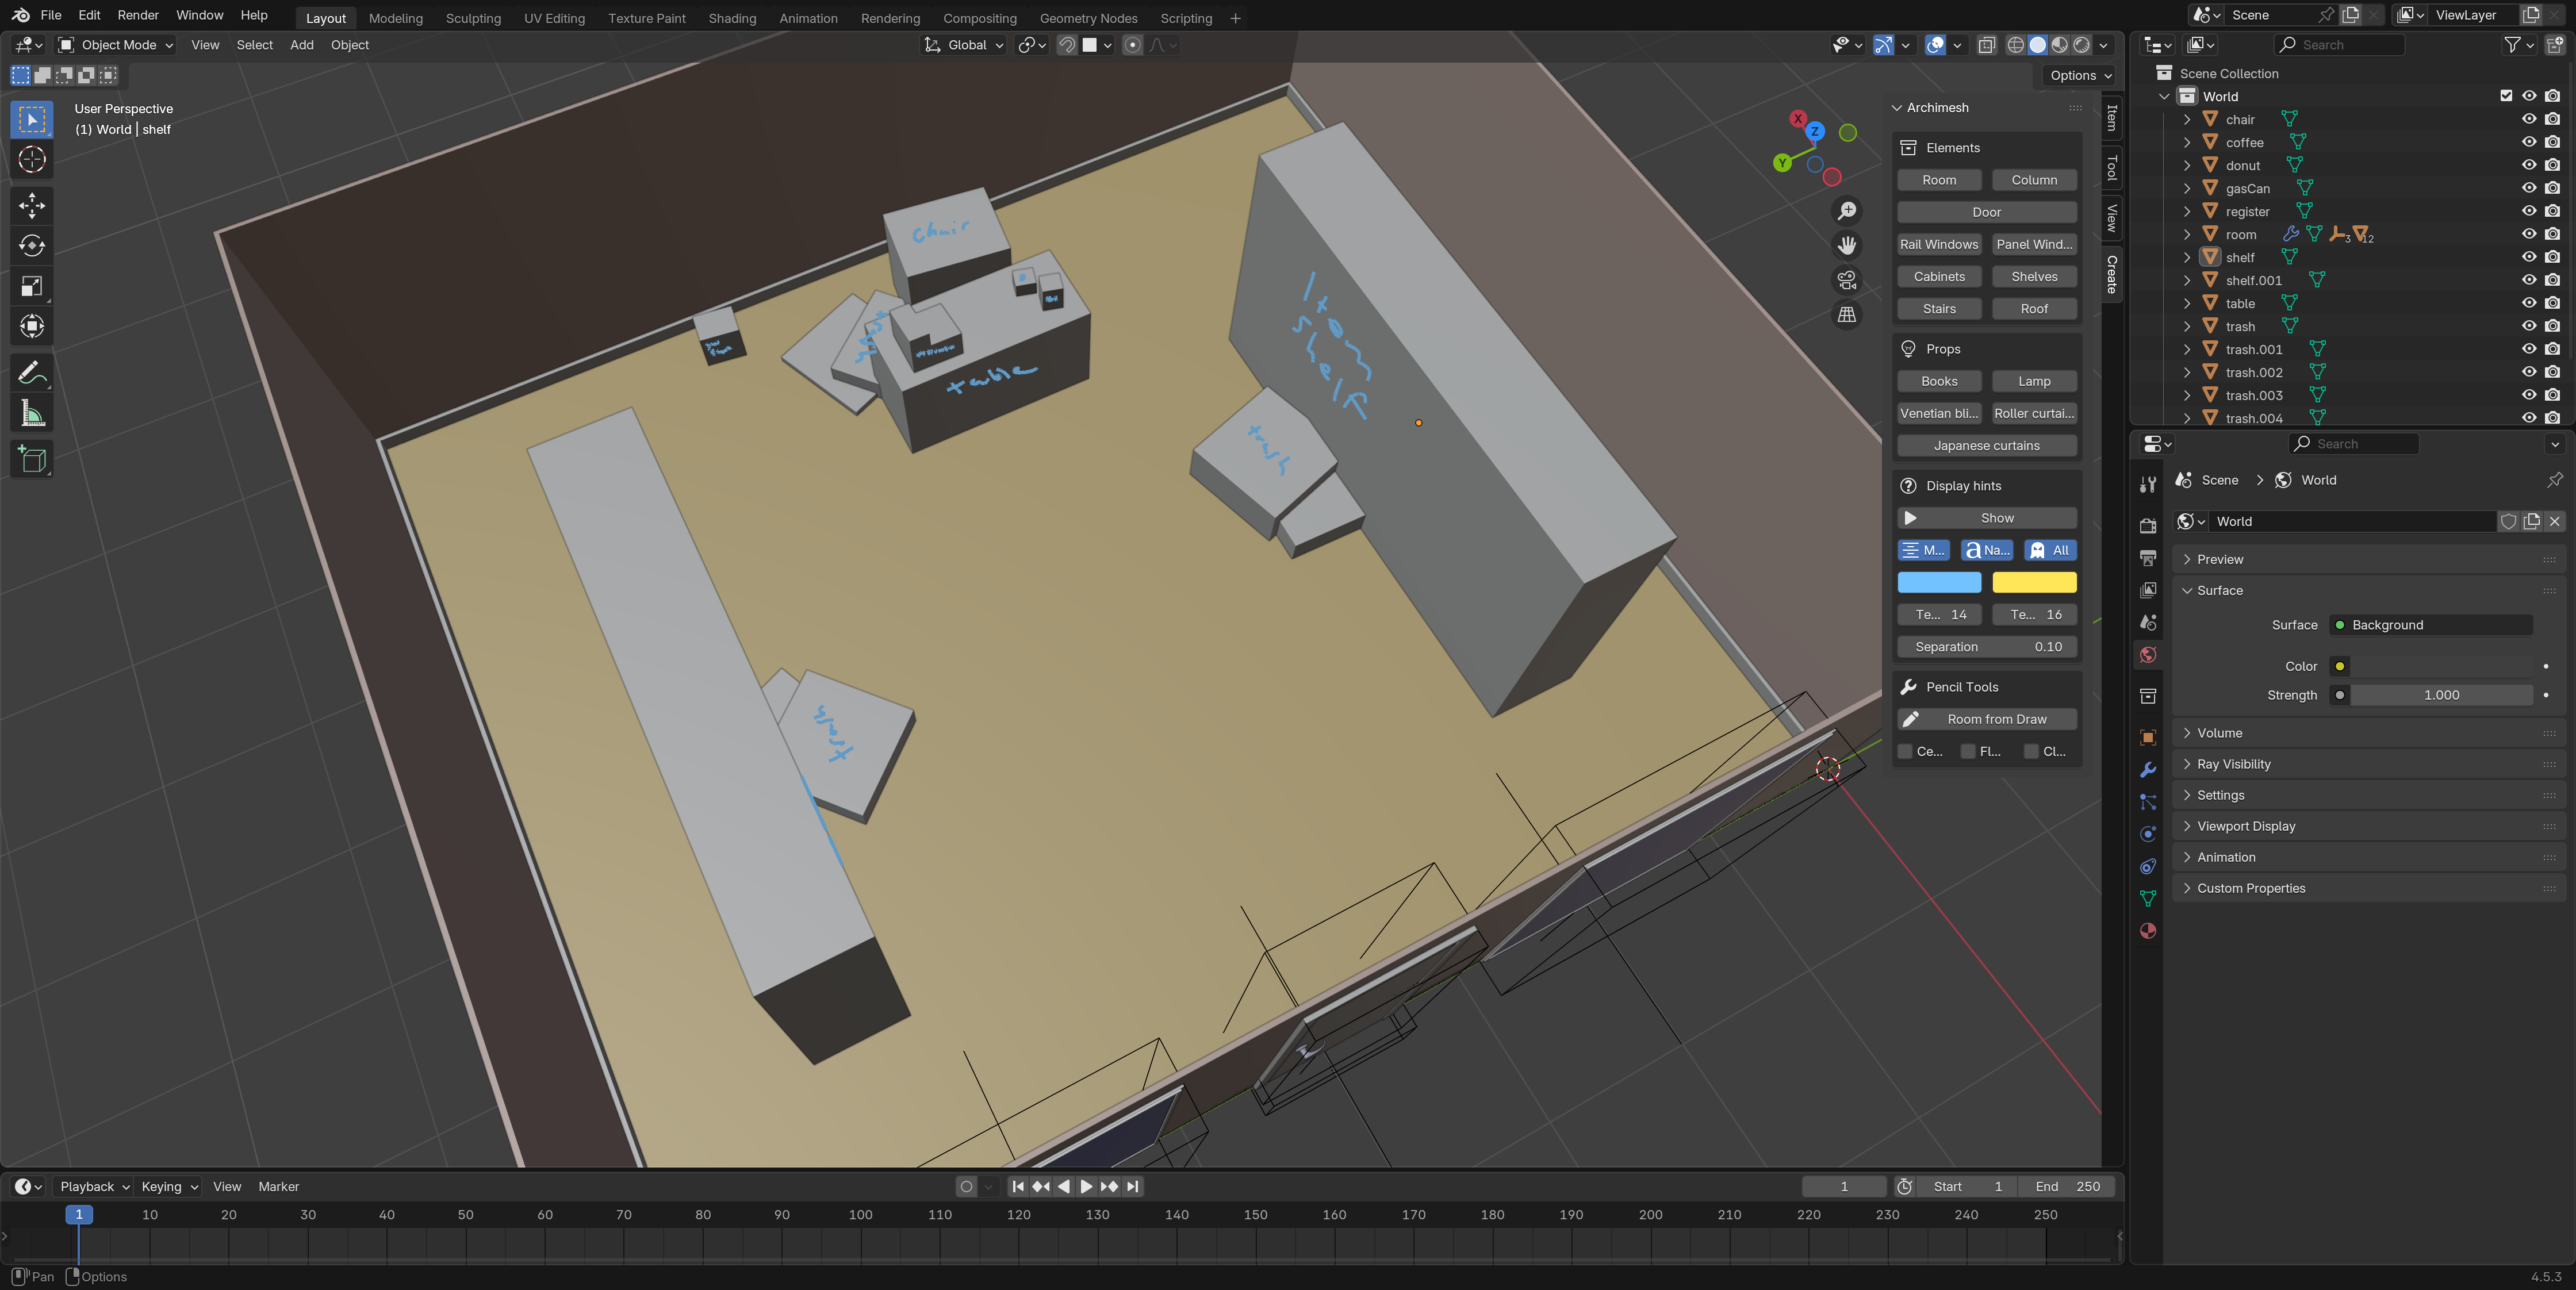 File Edit Render Window Help
Layout Modeling Sculpting UV Editing Texture Paint Shading Animation Rendering Compositing Geometry Nodes Scripting +
Scene
ViewLayer
Object Mode View Select Add Object
Global
Options
User Perspective
(1) World | shelf
chair
table
Item
shelf
trash
trash
X
Y
Z
Archimesh
Elements
Room Column
Door
Rail Windows Panel Wind...
Cabinets Shelves
Stairs Roof
Props
Books Lamp
Venetian bli... Roller curtai...
Japanese curtains
Display hints
Show
M... Na... All
Te... 14 Te... 16
Separation 0.10
Pencil Tools
Room from Draw
Ce... Fl... Cl...
Item
Tool
View
Create
Search
Scene Collection
World
chair
coffee
donut
gasCan
register
room 3 12
shelf
shelf.001
table
trash
trash.001
trash.002
trash.003
trash.004
Search
Scene > World
World
Preview
Surface
Surface Background
Color
Strength 1.000
Volume
Ray Visibility
Settings
Viewport Display
Animation
Custom Properties
Playback Keying View Marker
1 Start 1 End 250
1 10 20 30 40 50 60 70 80 90 100 110 120 130 140 150 160 170 180 190 200 210 220 230 240 250
Pan Options
4.5.3